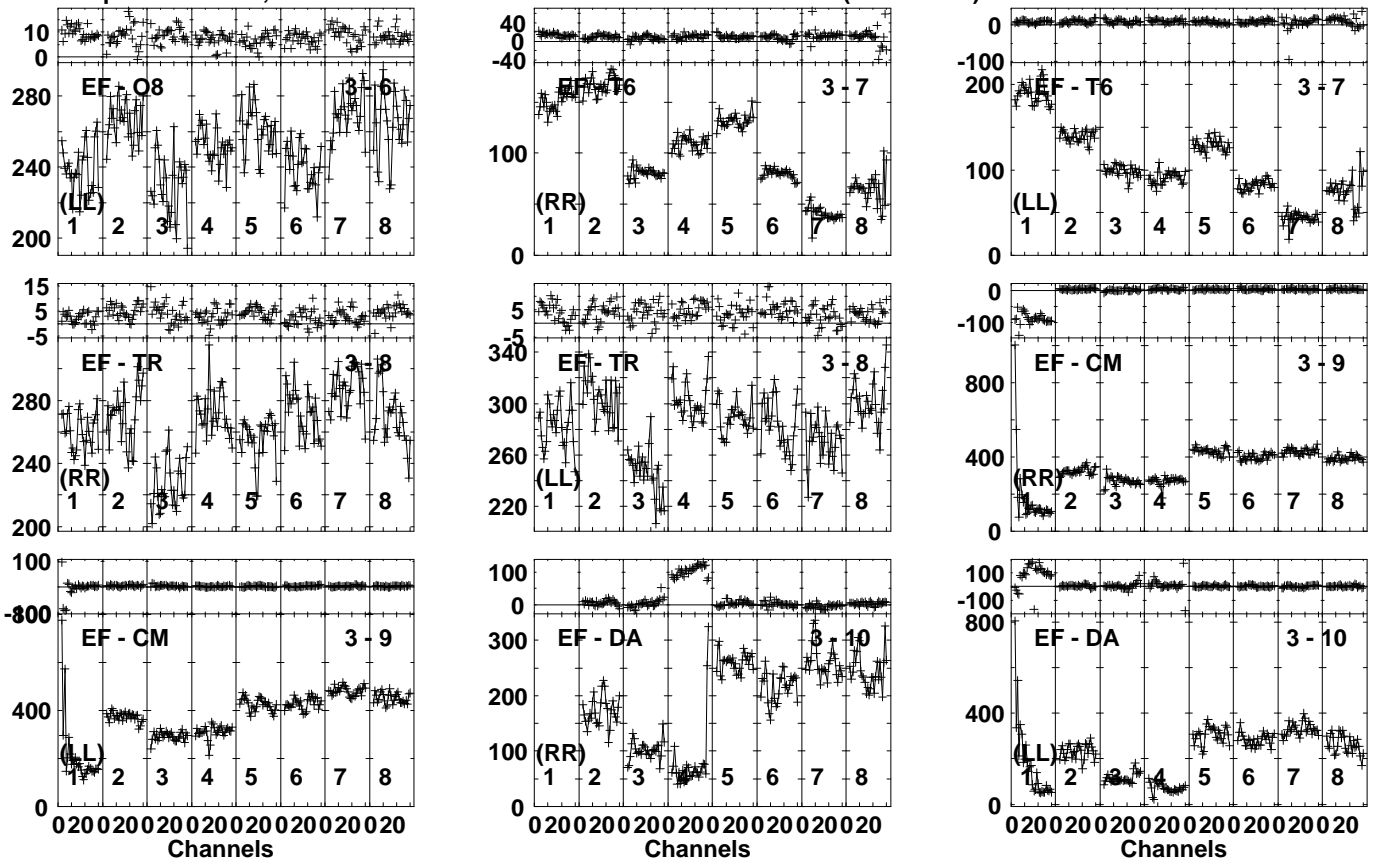 10
0
EF - O8 3 - 6
280
240
200
(LL)
1 2 3 4 5 6 7 8
40
0
-40
EF - T6 3 - 7
100
0
(RR)
1 2 3 4 5 6 7 8
0
-100
200
EF - T6 3 - 7
100
0
(LL)
1 2 3 4 5 6 7 8
15
5
-5
EF - TR 3 - 8
280
240
200
(RR)
1 2 3 4 5 6 7 8
5
-5
340
EF - TR 3 - 8
300
260
220
(LL)
1 2 3 4 5 6 7 8
0
-100
800
EF - CM 3 - 9
400
0
(RR)
1 2 3 4 5 6 7 8
100
EF - CM 3 - 9
400
0
(LL)
1 2 3 4 5 6 7 8
020 020 020 020 020 020 020 020
Channels
100
0
300
EF - DA 3 - 10
200
100
0
(RR)
1 2 3 4 5 6 7 8
020 020 020 020 020 020 020 020
Channels
100
-100
800
EF - DA 3 - 10
400
0
(LL)
1 2 3 4 5 6 7 8
020 020 020 020 020 020 020 020
Channels